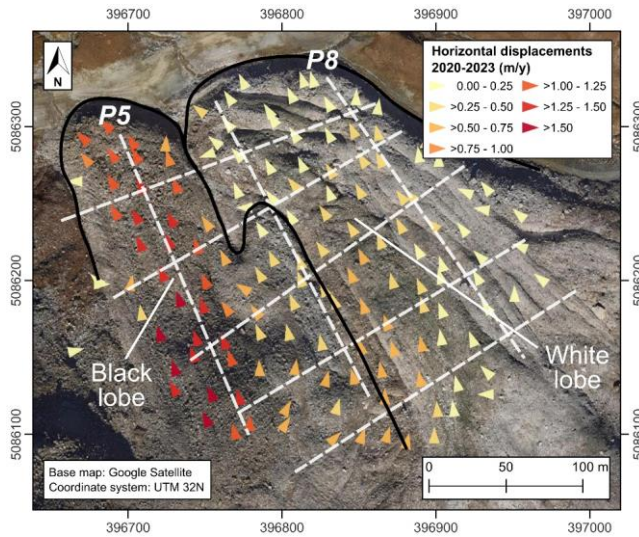 396700 396800 396900 397000
N
P5
P8
Horizontal displacements
2020-2023 (m/y)
0.00 - 0.25
>0.25 - 0.50
>0.50 - 0.75
>0.75 - 1.00
>1.00 - 1.25
>1.25 - 1.50
>1.50
5086300 5086300
5086200 5086200
5086100 5086100
Black
lobe
White
lobe
Base map: Google Satellite
Coordinate system: UTM 32N
0 50 100 m
396700 396800 396900 397000